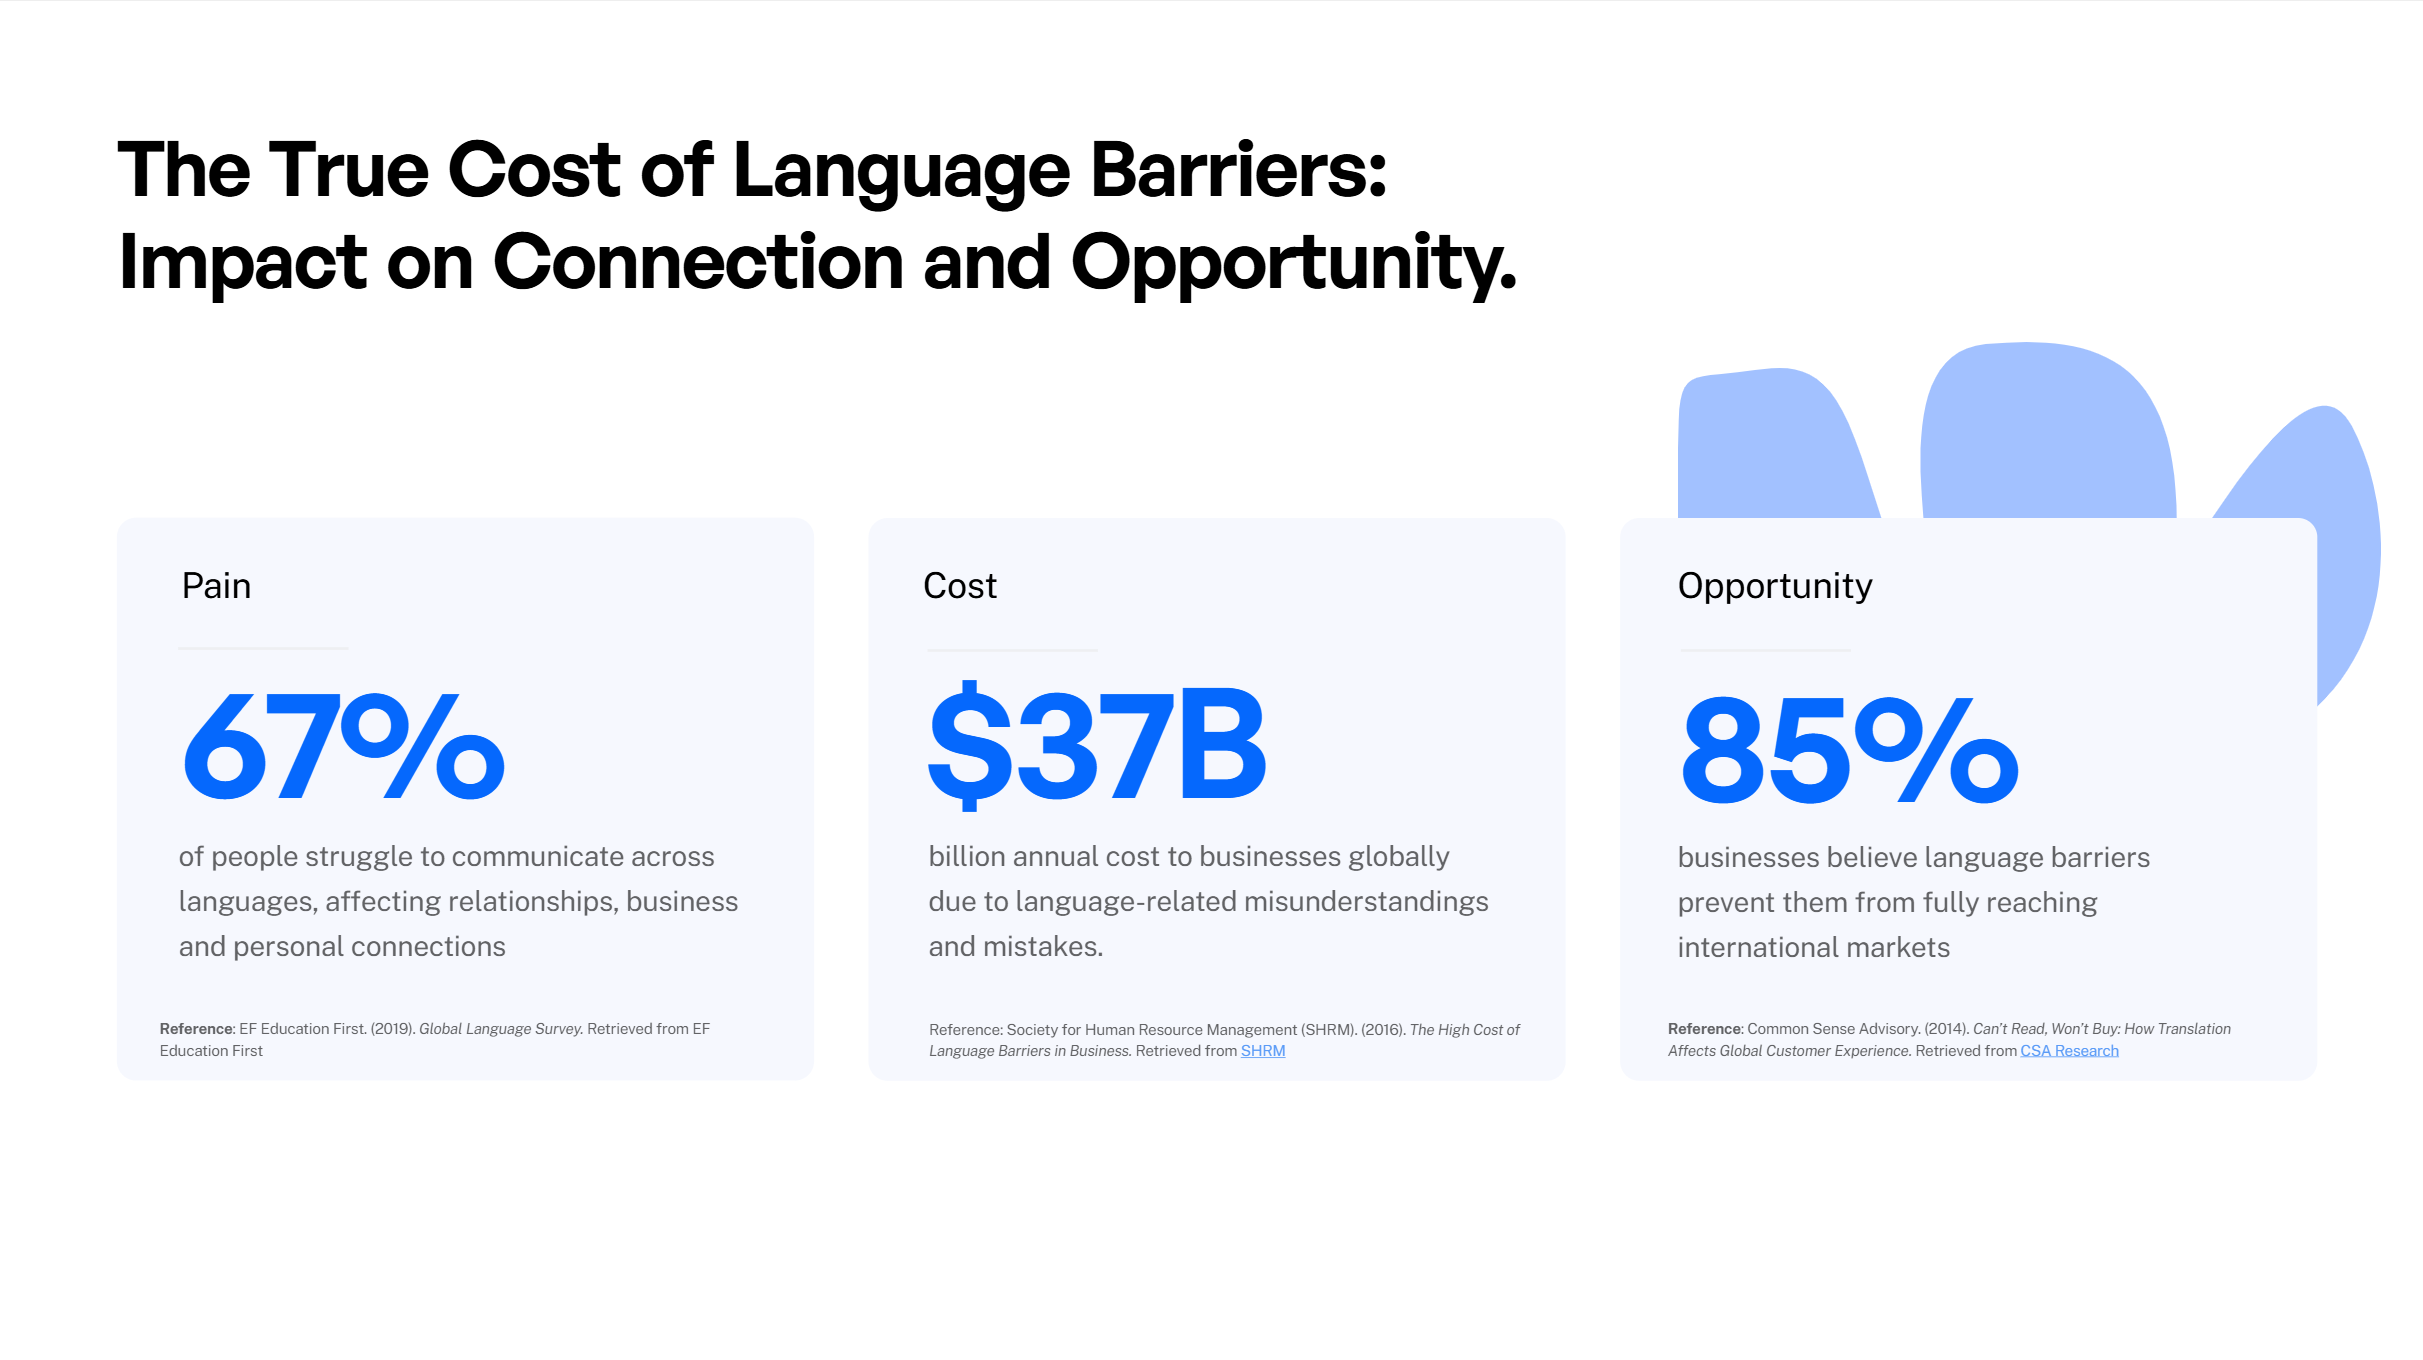 The True Cost of Language Barriers:
Impact on Connection and Opportunity.
Pain
67%
of people struggle to communicate across
languages, affecting relationships, business
and personal connections
Reference: EF Education First. (2019). Global Language Survey. Retrieved from EF
Education First
Cost
$37B
billion annual cost to businesses globally
due to language-related misunderstandings
and mistakes.
Reference: Society for Human Resource Management (SHRM). (2016). The High Cost of
Language Barriers in Business. Retrieved from SHRM
Opportunity
85%
businesses believe language barriers
prevent them from fully reaching
international markets
Reference: Common Sense Advisory. (2014). Can’t Read, Won’t Buy: How Translation
Affects Global Customer Experience. Retrieved from CSA Research